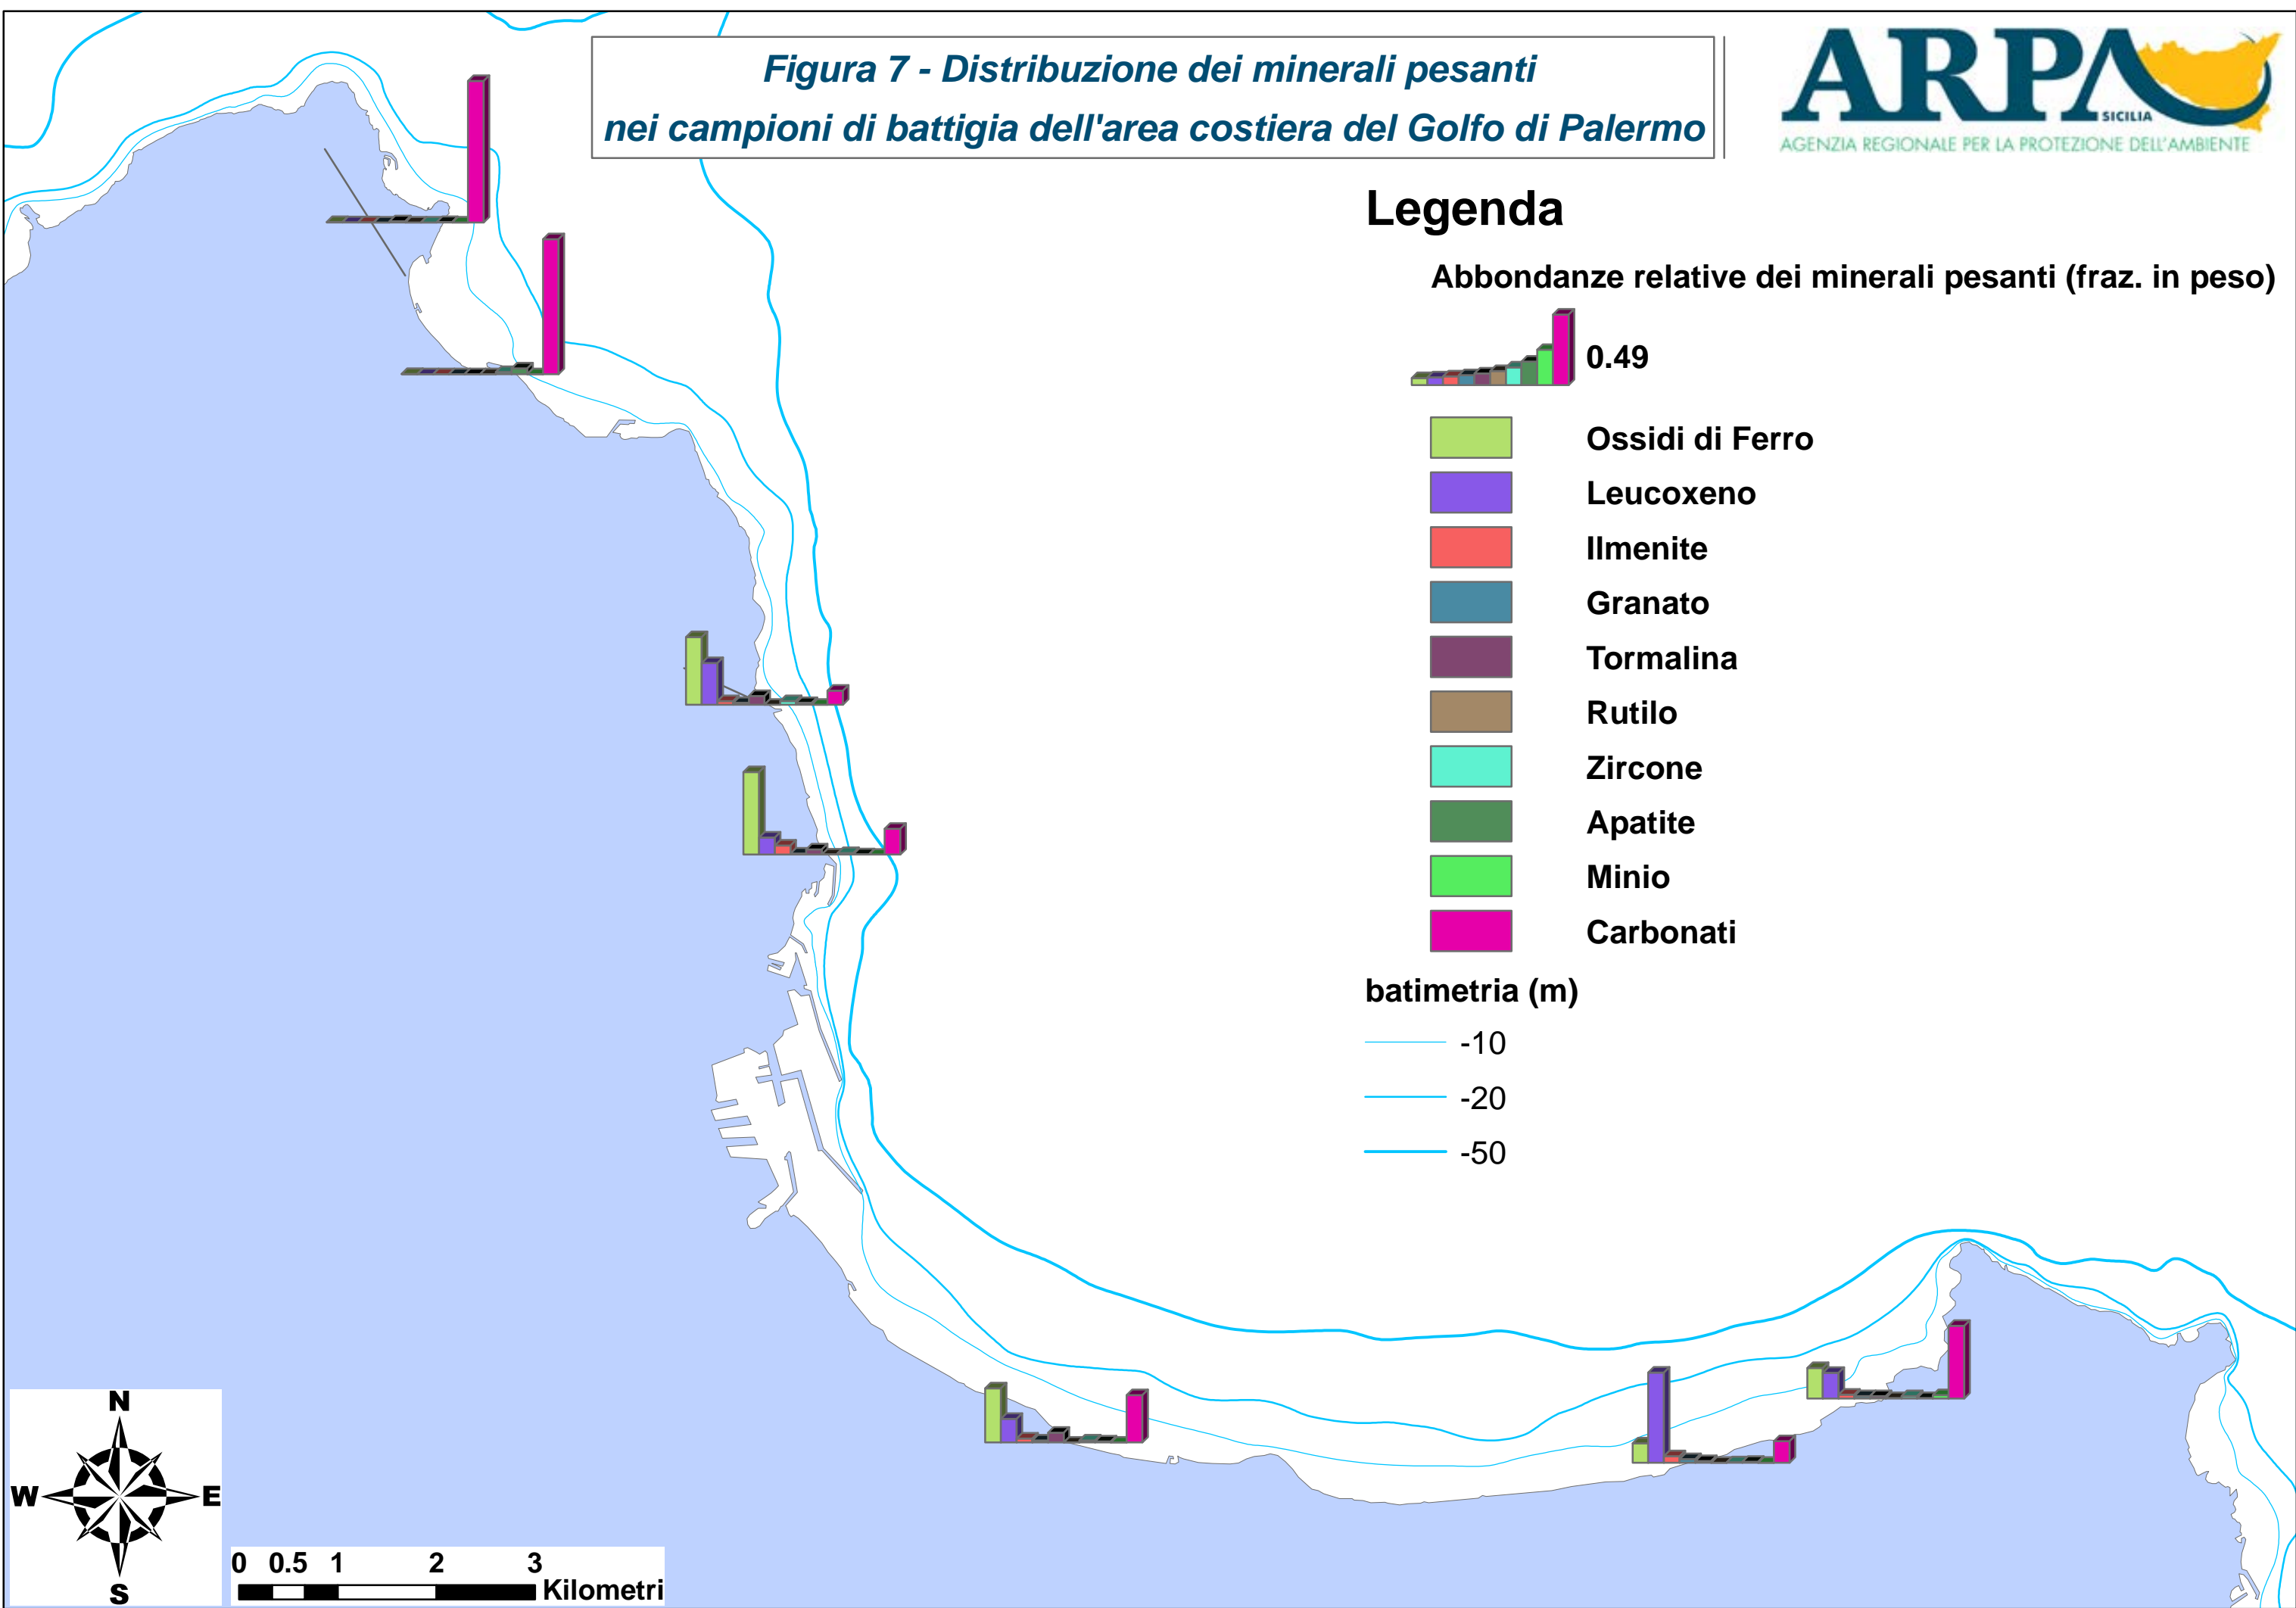 Figura 7 - Distribuzione dei minerali pesanti
nei campioni di battigia dell'area costiera del Golfo di Palermo
ARPA
SICILIA
AGENZIA REGIONALE PER LA PROTEZIONE DELL'AMBIENTE
Legenda
Abbondanze relative dei minerali pesanti (fraz. in peso)
0.49
Ossidi di Ferro
Leucoxeno
Ilmenite
Granato
Tormalina
Rutilo
Zircone
Apatite
Minio
Carbonati
batimetria (m)
-10
-20
-50
N
W E
S
0 0.5 1 2 3
Kilometri